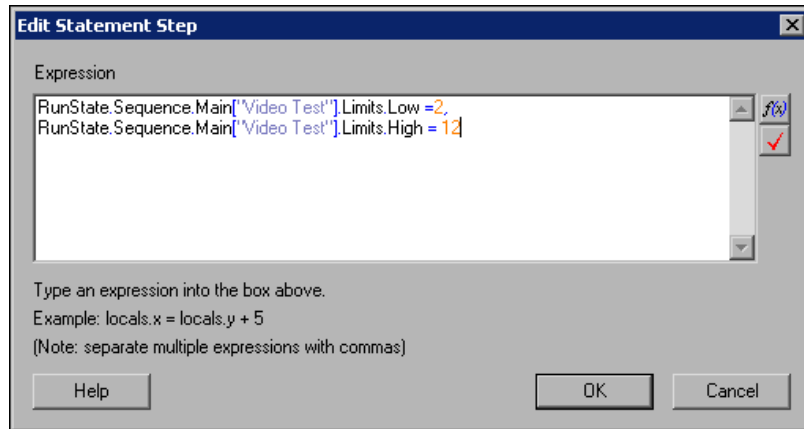 Edit Statement Step
Expression
RunState.Sequence.Main["Video Test"].Limits.Low =2,
RunState.Sequence.Main["Video Test"].Limits.High = 12
f(x)
Type an expression into the box above.
Example: locals.x = locals.y + 5
(Note: separate multiple expressions with commas)
Help OK Cancel